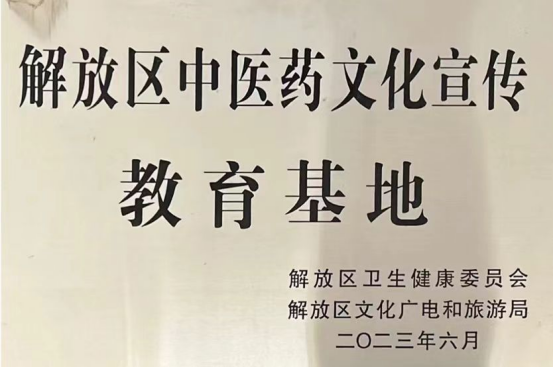 解放区中医药文化宣传
教育基地
解放区卫生健康委员会
解放区文化广电和旅游局
二〇二三年六月